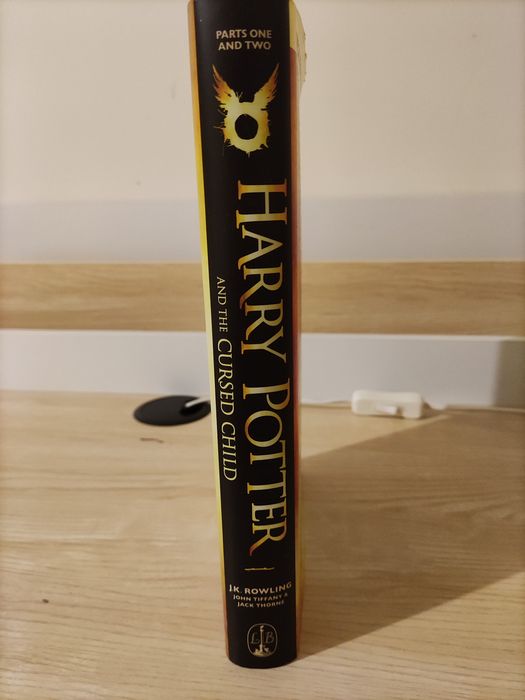 PARTS ONE
AND TWO
HARRY POTTER
AND THE CURSED CHILD
J.K. ROWLING
JOHN TIFFANY &
JACK THORNE
L B